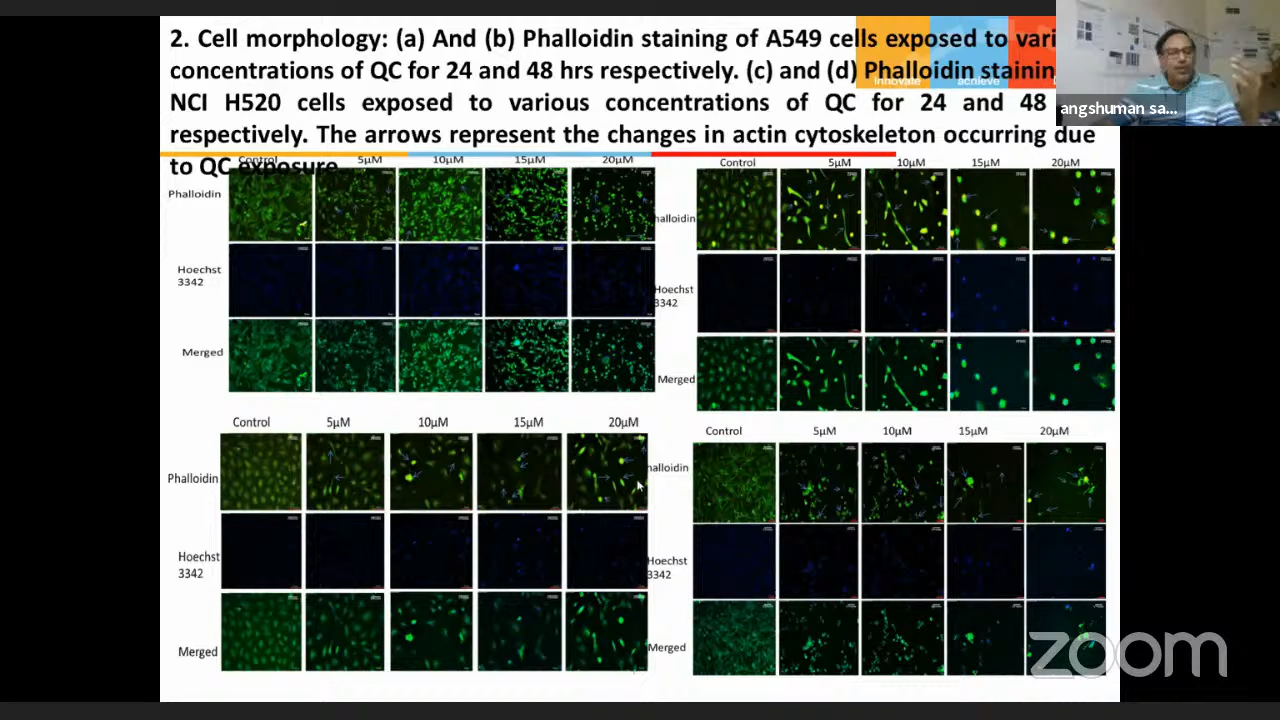 2. Cell morphology: (a) And (b) Phalloidin staining of A549 cells exposed to vari
concentrations of QC for 24 and 48 hrs respectively. (c) and (d) Phalloidin stainin
NCI H520 cells exposed to various concentrations of QC for 24 and 48
respectively. The arrows represent the changes in actin cytoskeleton occurring due
to QC exposure
innovate achieve
angshuman sa...
Control 5µM 10µM 15µM 20µM
Phalloidin
Hoechst
3342
Merged
Control 5µM 10µM 15µM 20µM
halloidin
Hoechst
3342
Merged
Control 5µM 10µM 15µM 20µM
Phalloidin
Hoechst
3342
Merged
Control 5µM 10µM 15µM 20µM
halloidin
Hoechst
3342
Merged
zoom